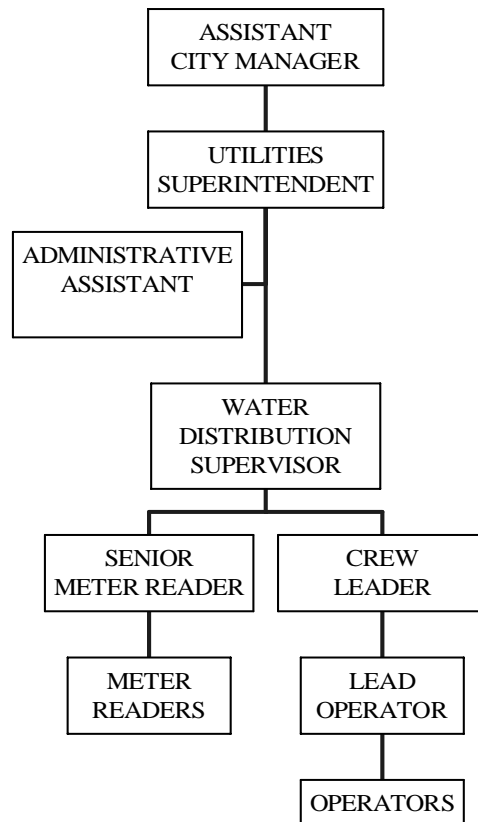 ASSISTANT
CITY MANAGER
UTILITIES
SUPERINTENDENT
ADMINISTRATIVE
ASSISTANT
WATER
DISTRIBUTION
SUPERVISOR
SENIOR
METER READER
CREW
LEADER
METER
READERS
LEAD
OPERATOR
OPERATORS